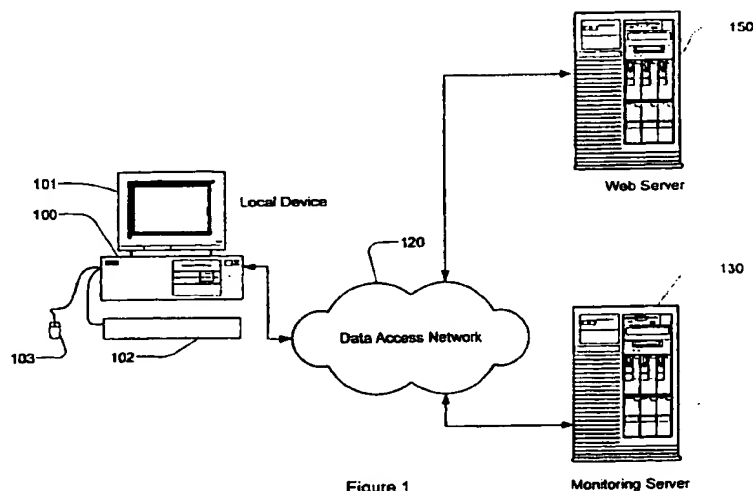 150
Web Server
101
Local Device
100
120
130
Data Access Network
103
102
Figure 1
Monitoring Server